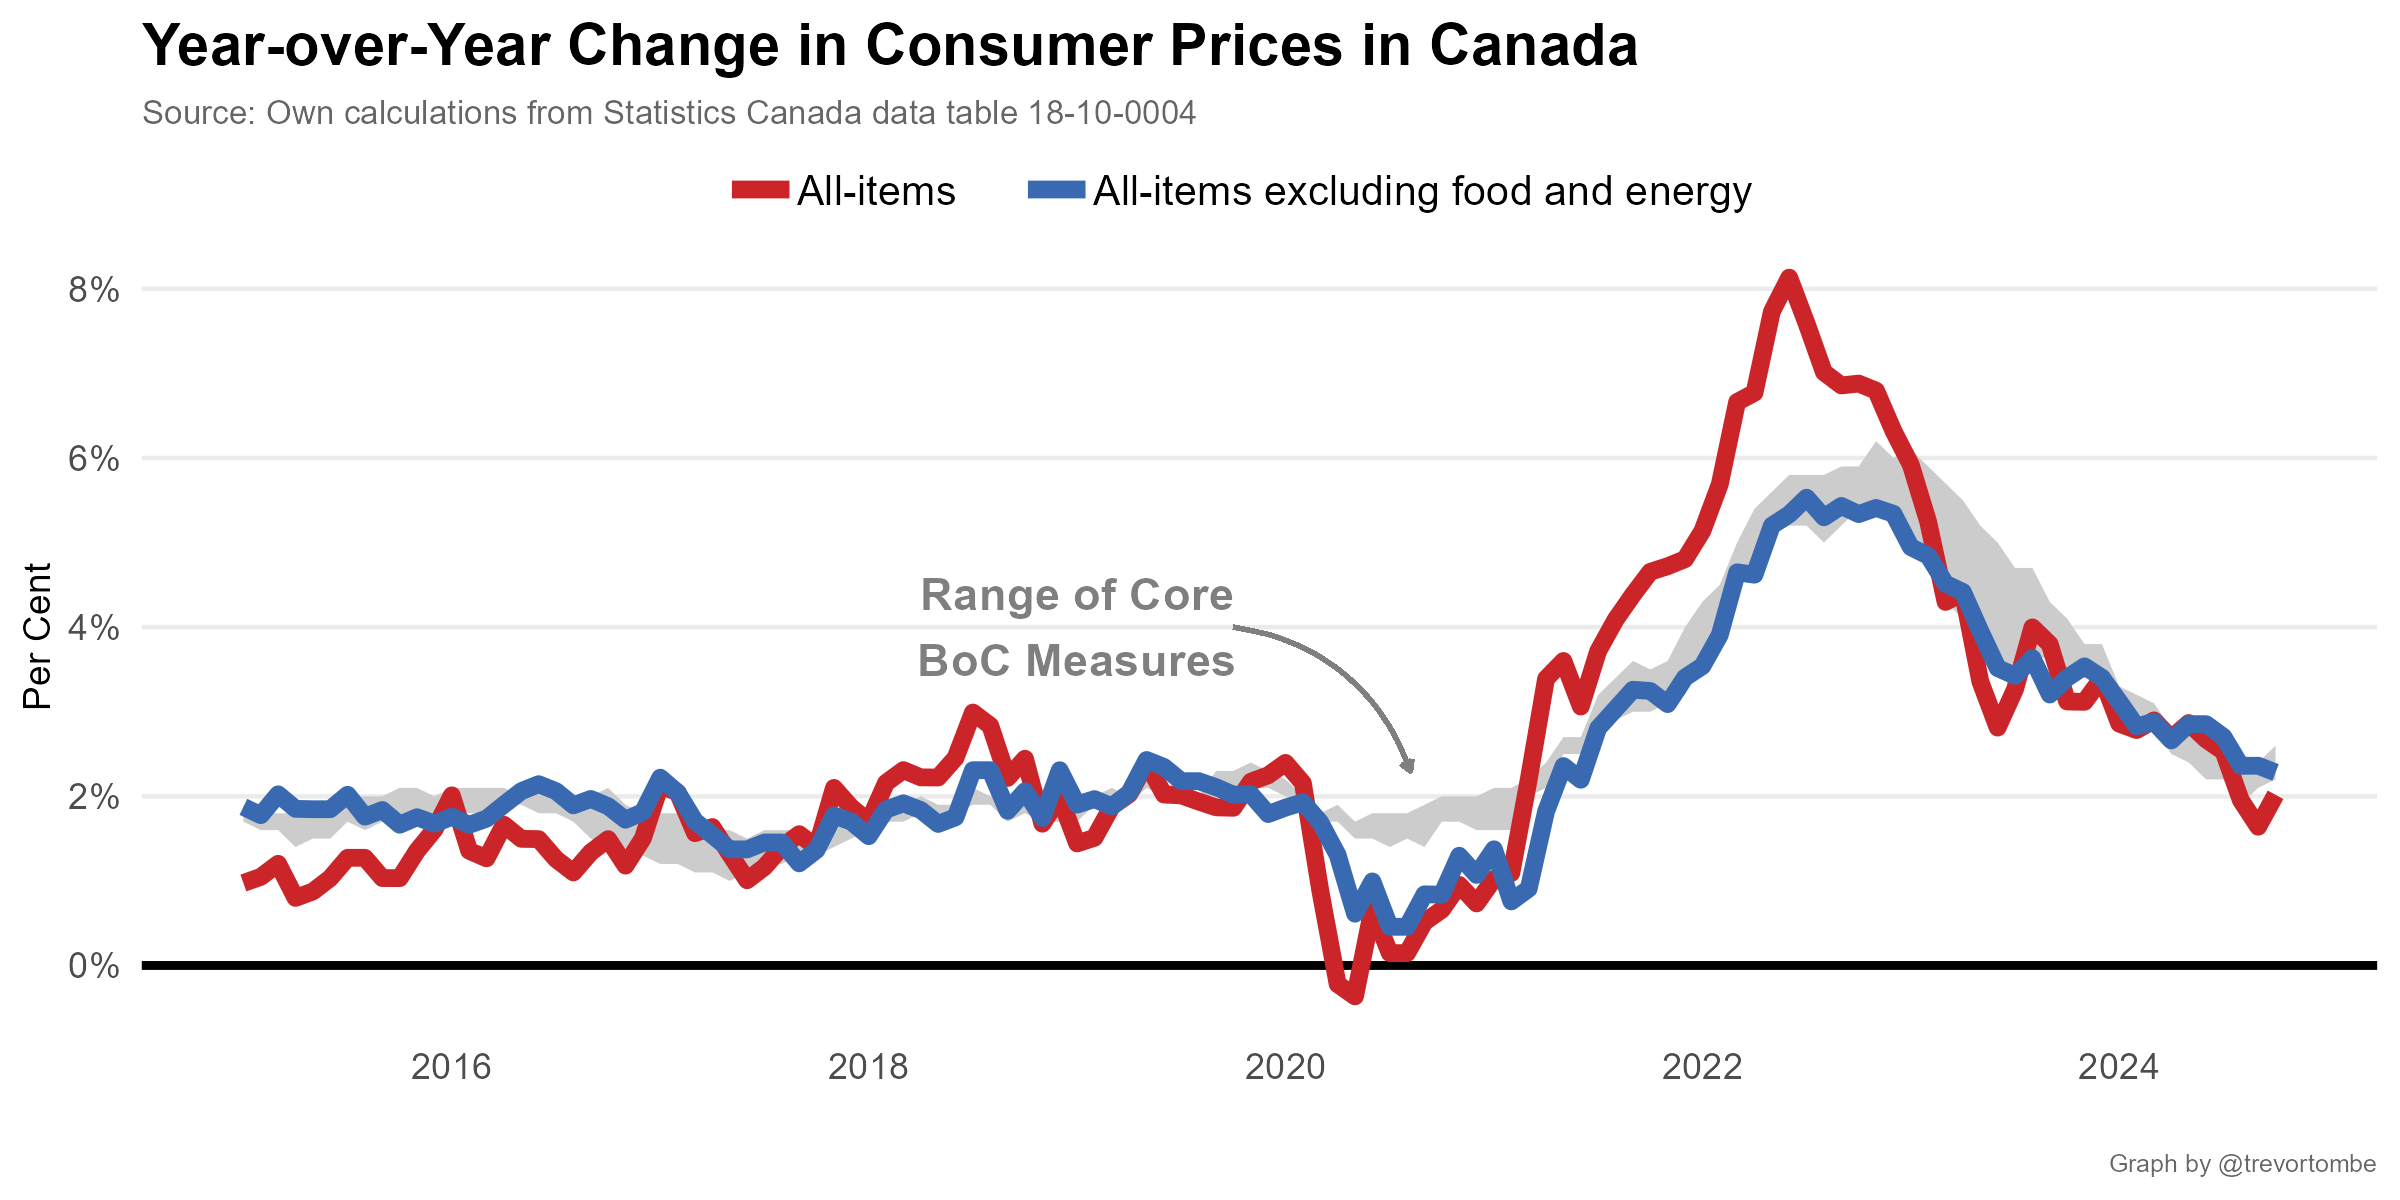 Year-over-Year Change in Consumer Prices in Canada
Source: Own calculations from Statistics Canada data table 18-10-0004
All-items
All-items excluding food and energy
Per Cent
8%
6%
4%
2%
0%
Range of Core
BoC Measures
2016
2018
2020
2022
2024
Graph by @trevortombe